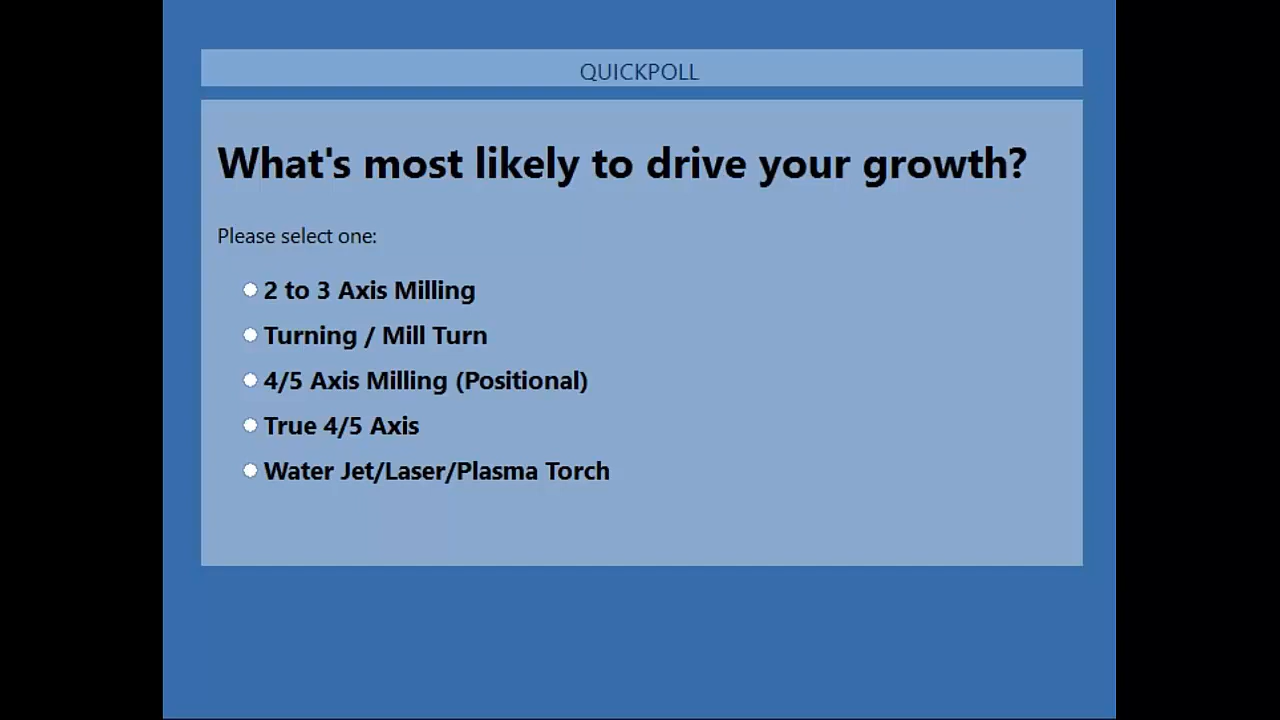 QUICKPOLL
What's most likely to drive your growth?
Please select one:
2 to 3 Axis Milling
Turning / Mill Turn
4/5 Axis Milling (Positional)
True 4/5 Axis
Water Jet/Laser/Plasma Torch